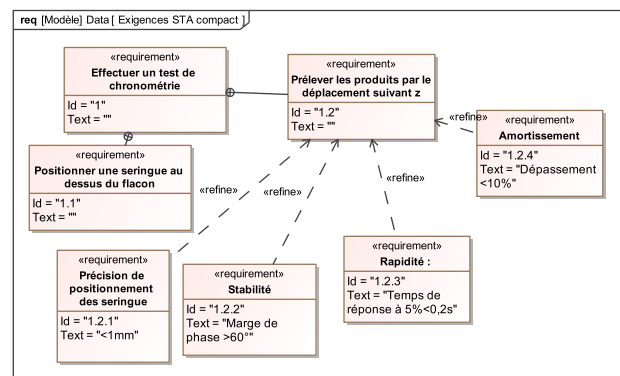 req [Modèle] Data [ Exigences STA compact ]
«requirement»
Effectuer un test de
chronométrie
Id = "1"
Text = ""
«requirement»
Prélever les produits par le
déplacement suivant z
Id = "1.2"
Text = ""
«requirement»
Amortissement
Id = "1.2.4"
Text = "Dépassement
<10%"
«refine»
«requirement»
Positionner une seringue au
dessus du flacon
Id = "1.1"
Text = ""
«refine»
«refine»
«refine»
«requirement»
Précision de
positionnement
des seringue
Id = "1.2.1"
Text = "<1mm"
«requirement»
Stabilité
Id = "1.2.2"
Text = "Marge de
phase >60°"
«requirement»
Rapidité :
Id = "1.2.3"
Text = "Temps de
réponse à 5%<0,2s"